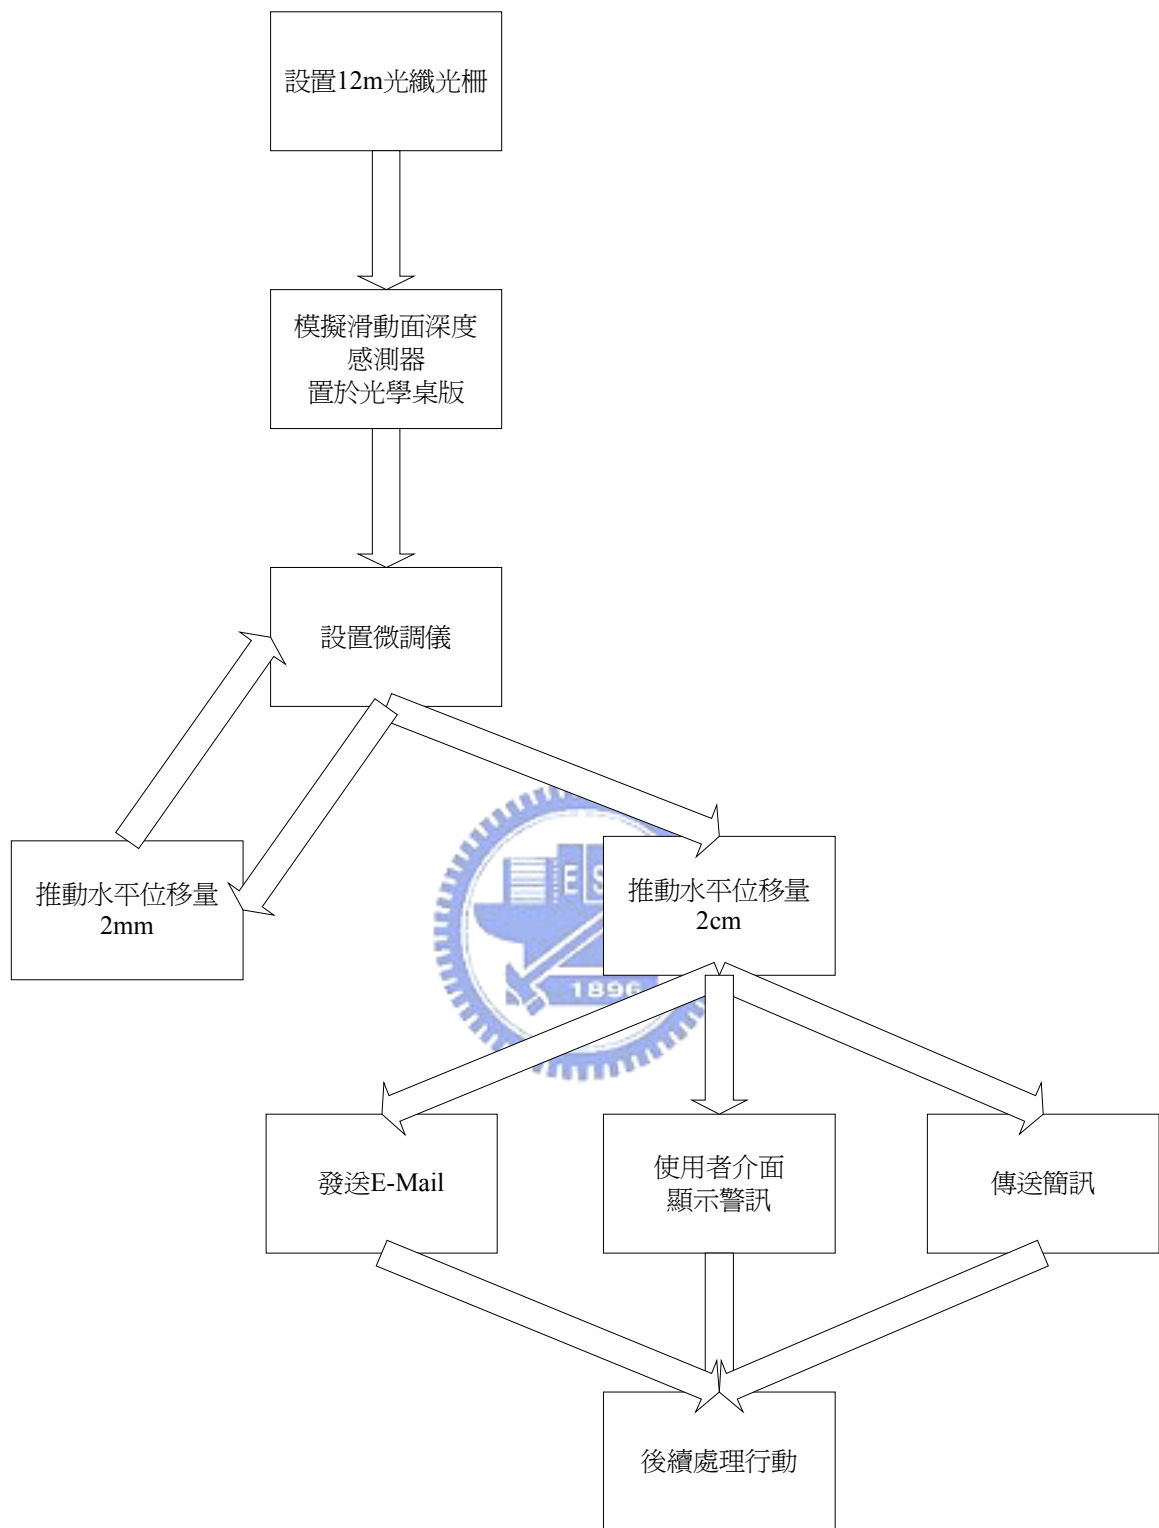 設置12m光纖光柵
模擬滑動面深度
感測器
置於光學桌版
設置微調儀
推動水平位移量
2mm
推動水平位移量
2cm
E S
1896
發送E-Mail
使用者介面
顯示警訊
傳送簡訊
後續處理行動